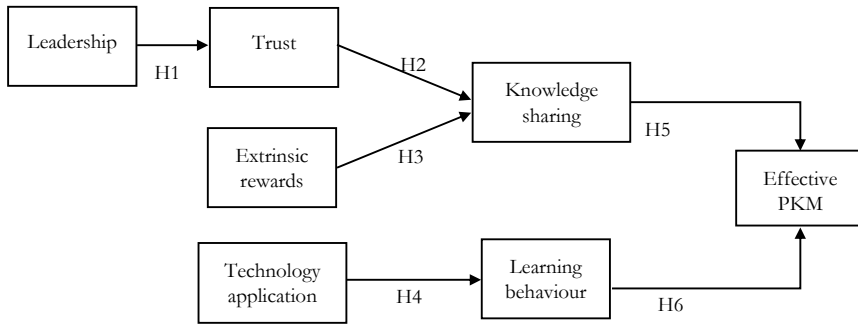 Leadership
H1
Trust
H2
Extrinsic
rewards
H3
Knowledge
sharing
H5
Effective
PKM
Technology
application
H4
Learning
behaviour
H6